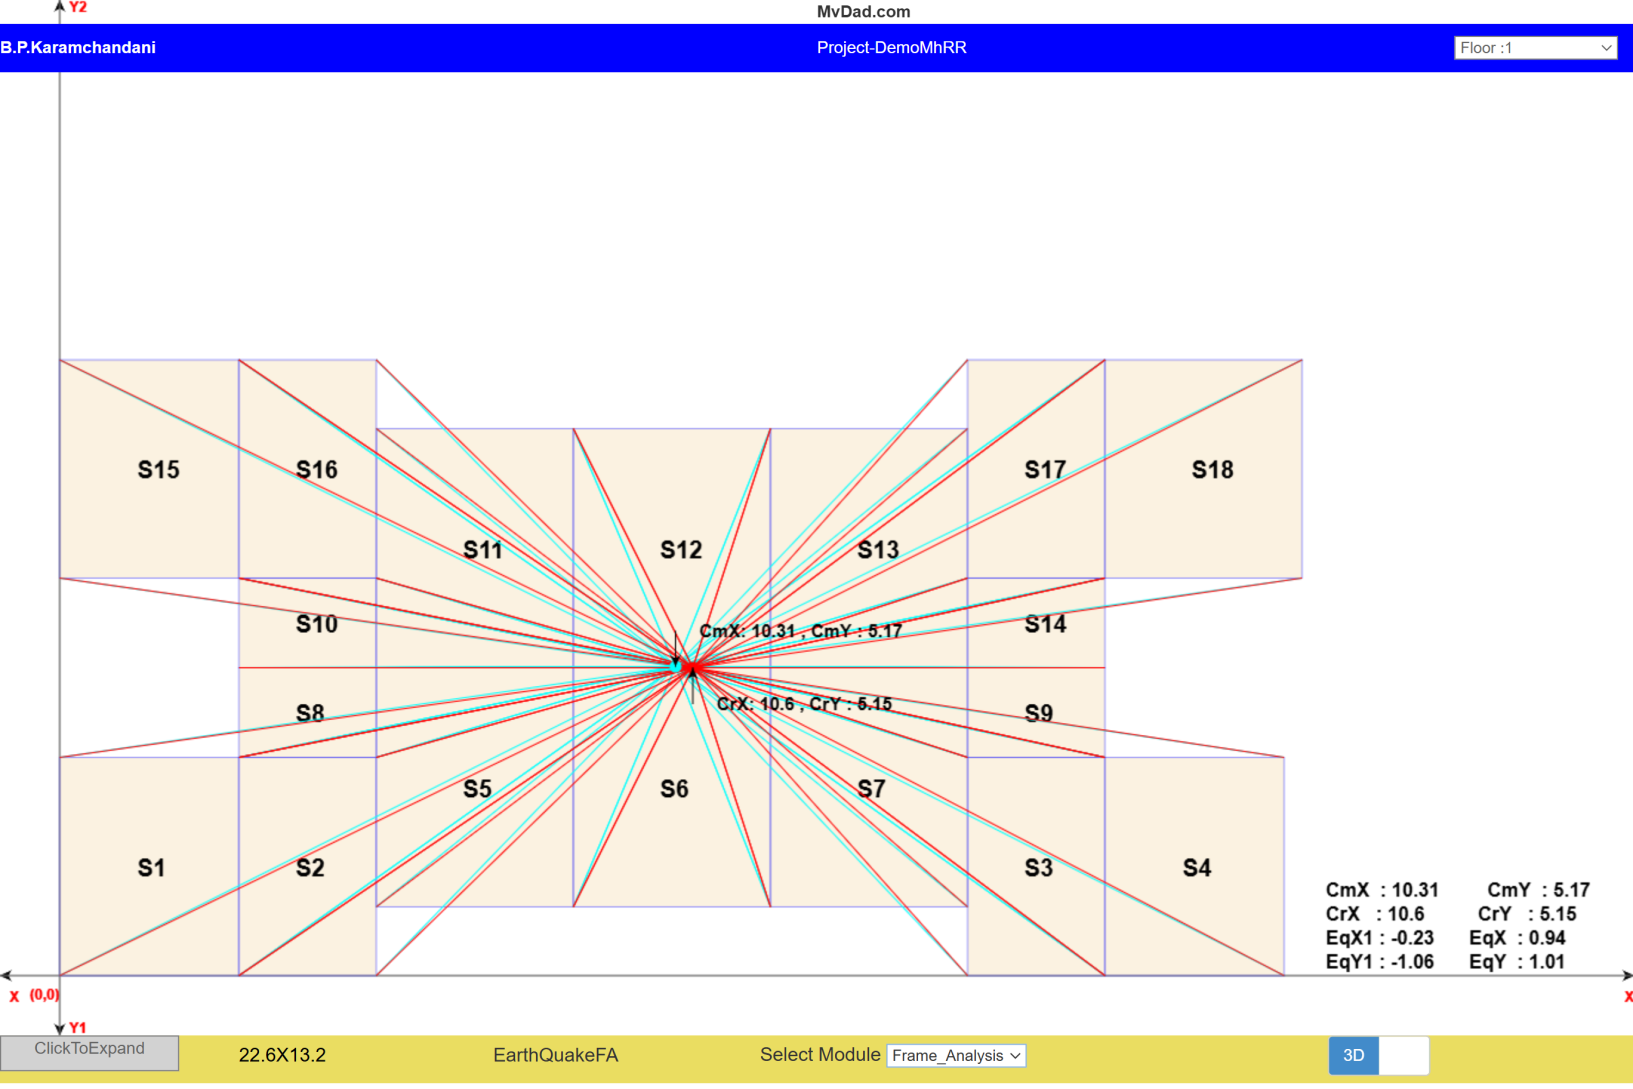 Y2
MvDad.com
B.P.Karamchandani
Project-DemoMhRR
Floor :1
S15
S16
S17
S18
S11
S12
S13
S10
CmX: 10.31 , CmY : 5.17
S14
S8
CrX: 10.6 , CrY : 5.15
S9
S5
S6
S7
S1
S2
S3
S4
CmX : 10.31 CmY : 5.17
CrX : 10.6 CrY : 5.15
EqX1 : -0.23 EqX : 0.94
EqY1 : -1.06 EqY : 1.01
X (0,0)
X
Y1
ClickToExpand
22.6X13.2
EarthQuakeFA
Select Module Frame_Analysis
3D